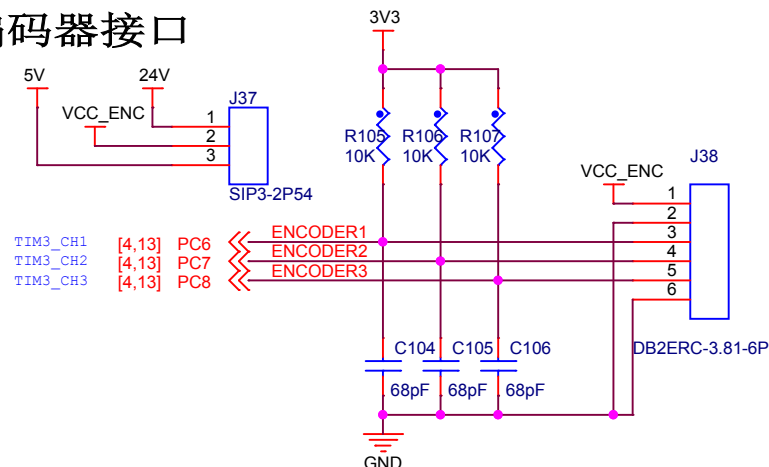 编码器接口
3V3
5V 24V
J37
VCC_ENC
1
2
3
SIP3-2P54
R105 R106 R107
10K 10K 10K
J38
VCC_ENC
1
2
3
4
5
6
TIM3_CH1 [4,13] PC6 ENCODER1
TIM3_CH2 [4,13] PC7 ENCODER2
TIM3_CH3 [4,13] PC8 ENCODER3
C104 C105 C106
DB2ERC-3.81-6P
68pF 68pF 68pF
GND